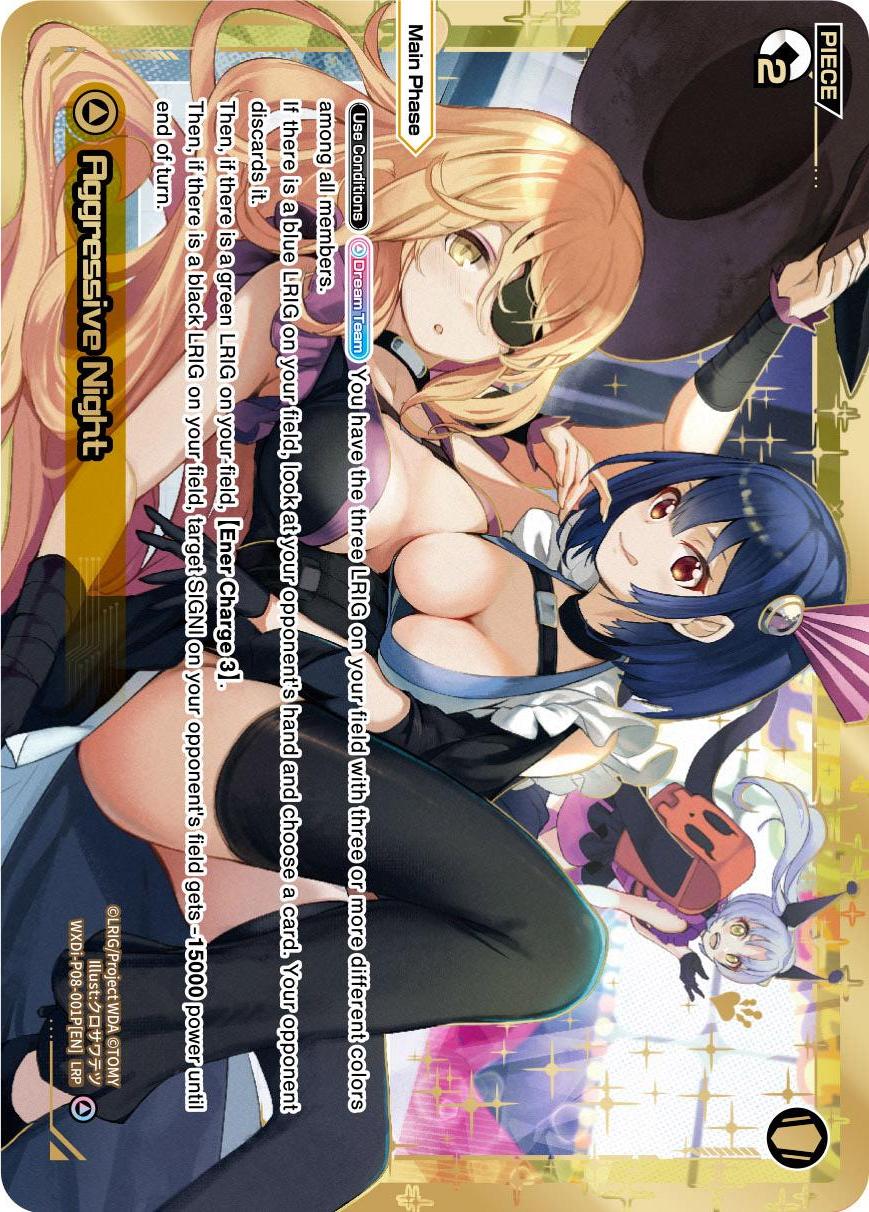 PIECE
2
Main Phase
Use Conditions Dream Team You have the three LRIG on your field with three or more different colors
among all members.
If there is a blue LRIG on your field, look at your opponent's hand and choose a card. Your opponent
discards it.
Then, if there is a green LRIG on your field, [Ener Charge 3].
Then, if there is a black LRIG on your field, target SIGNI on your opponent's field gets -15000 power until
end of turn.
Aggressive Night
©LRIG/Project WDA ©TOMY
Illust:クロサワテツ
WXDi-P08-001P[EN] LRP